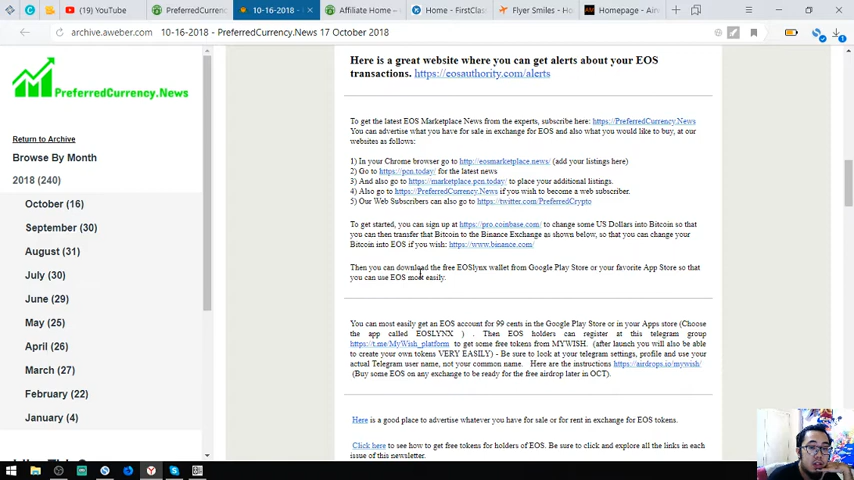 (19) YouTube
PreferredCurrenc
10-16-2018 - P
Affiliate Home –
Home - FirstClass
Flyer Smiles - Ho
Homepage - Air
archive.aweber.com
10-16-2018 - PreferredCurrency.News 17 October 2018
PreferredCurrency.News
Return to Archive
Browse By Month
2018 (240)
October (16)
September (30)
August (31)
July (30)
June (29)
May (25)
April (26)
March (27)
February (22)
January (4)
Here is a great website where you can get alerts about your EOS
transactions. https://eosauthority.com/alerts
To get the latest EOS Marketplace News from the experts, subscribe here: https://PreferredCurrency.News
You can advertise what you have for sale in exchange for EOS and also what you would like to buy, at our
websites as follows:
1) In your Chrome browser go to http://eosmarketplace.news/ (add your listings here)
2) Go to https://pcn.today/ for the latest news
3) And also go to https://marketplace.pcn.today/ to place your additional listings.
4) Also go to https://PreferredCurrency.News if you wish to become a web subscriber.
5) Our Web Subscribers can also go to https://twitter.com/PreferredCrypto
To get started, you can sign up at https://pro.coinbase.com/ to change some US Dollars into Bitcoin so that
you can then transfer that Bitcoin to the Binance Exchange as shown below, so that you can change your
Bitcoin into EOS if you wish: https://www.binance.com/
Then you can download the free EOSlynx wallet from Google Play Store or your favorite App Store so that
you can use EOS most easily.
You can most easily get an EOS account for 99 cents in the Google Play Store or in your Apps store (Choose
the app called EOSLYNX ) . Then EOS holders can register at this telegram group
https://t.me/MyWish_platform to get some free tokens from MYWISH. (after launch you will also be able
to create your own tokens VERY EASILY) - Be sure to look at your telegram settings, profile and use your
actual Telegram user name, not your common name. Here are the instructions https://airdrops.io/mywish/
(Buy some EOS on any exchange to be ready for the free airdrop later in OCT).
Here is a good place to advertise whatever you have for sale or for rent in exchange for EOS tokens.
Click here to see how to get free tokens for holders of EOS. Be sure to click and explore all the links in each
issue of this newsletter.